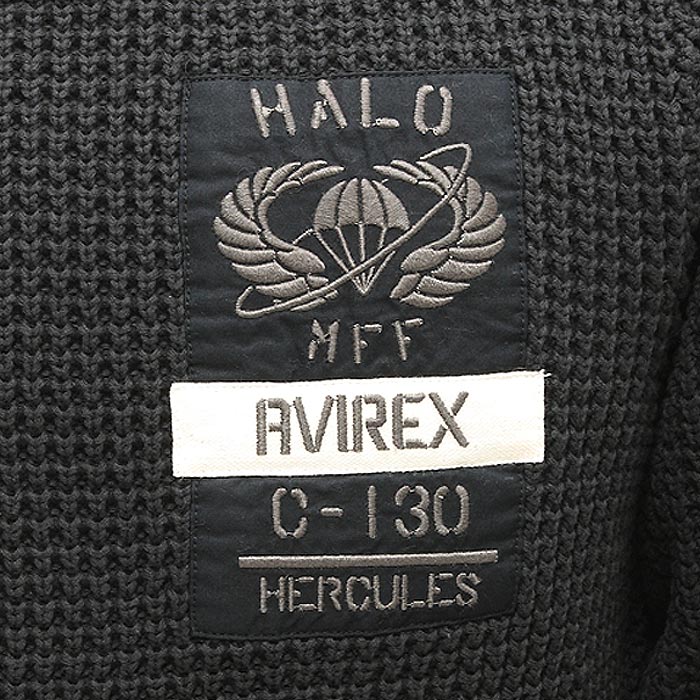 HALO
MFF
AVIREX
C-130
HERCULES